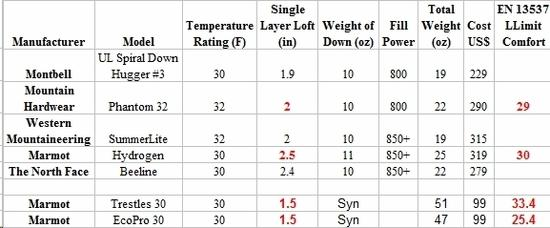 Manufacturer Model Temperature Rating (F) Single Layer Loft (in) Weight of Down (oz) Fill Power Total Weight (oz) Cost US$ EN 13537 LLimit Comfort
Montbell UL Spiral Down Hugger #3 30 1.9 10 800 19 229
Mountain Hardwear Phantom 32 32 2 10 800 22 290 29
Western Mountaineering SummerLite 32 2 10 850+ 19 315
Marmot Hydrogen 30 2.5 11 850+ 25 319 30
The North Face Beeline 30 2.4 10 850+ 22 279
Marmot Trestles 30 30 1.5 Syn 51 99 33.4
Marmot EcoPro 30 30 1.5 Syn 47 99 25.4